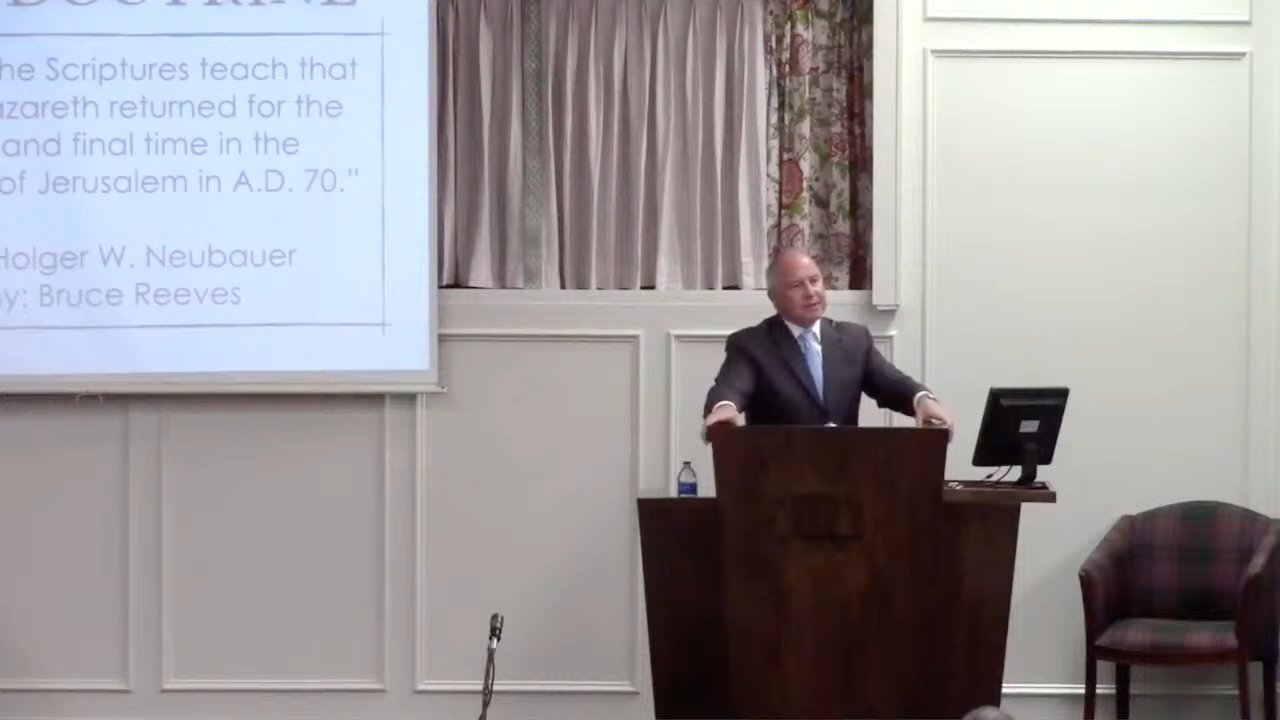 DOCTRINE
he Scriptures teach that
azareth returned for the
and final time in the
of Jerusalem in A.D. 70."
Holger W. Neubauer
y: Bruce Reeves